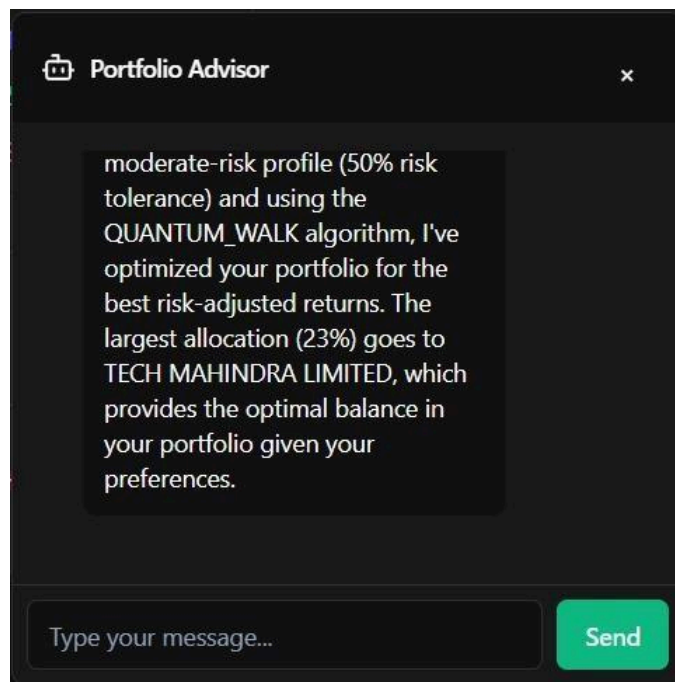 Portfolio Advisor
×
moderate-risk profile (50% risk
tolerance) and using the
QUANTUM_WALK algorithm, I've
optimized your portfolio for the
best risk-adjusted returns. The
largest allocation (23%) goes to
TECH MAHINDRA LIMITED, which
provides the optimal balance in
your portfolio given your
preferences.
Type your message...
Send